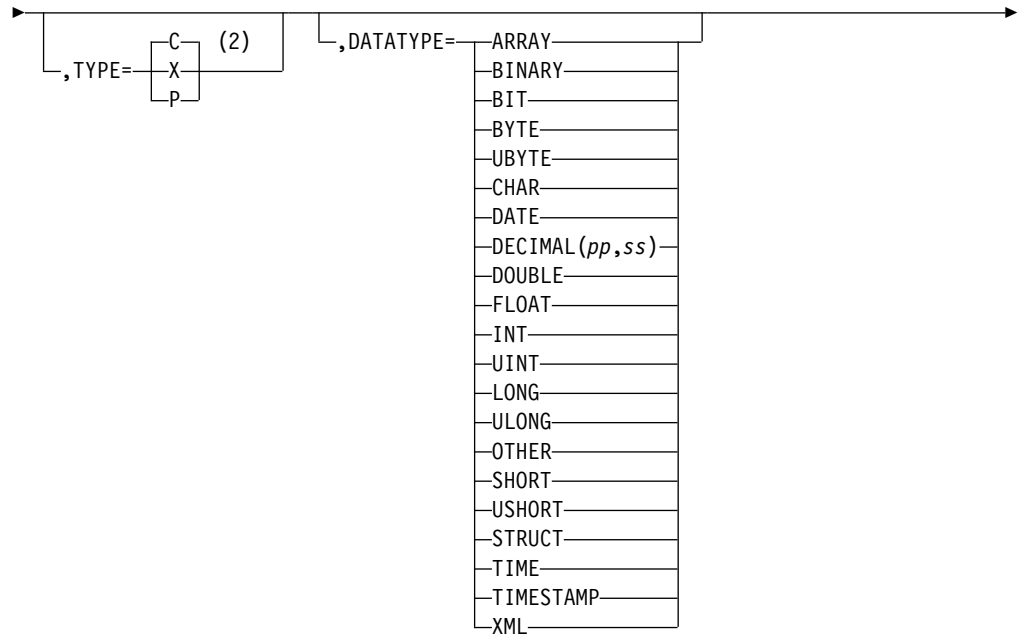 ,TYPE= C (2)
X
P
,DATATYPE= ARRAY
BINARY
BIT
BYTE
UBYTE
CHAR
DATE
DECIMAL(pp,ss)
DOUBLE
FLOAT
INT
UINT
LONG
ULONG
OTHER
SHORT
USHORT
STRUCT
TIME
TIMESTAMP
XML